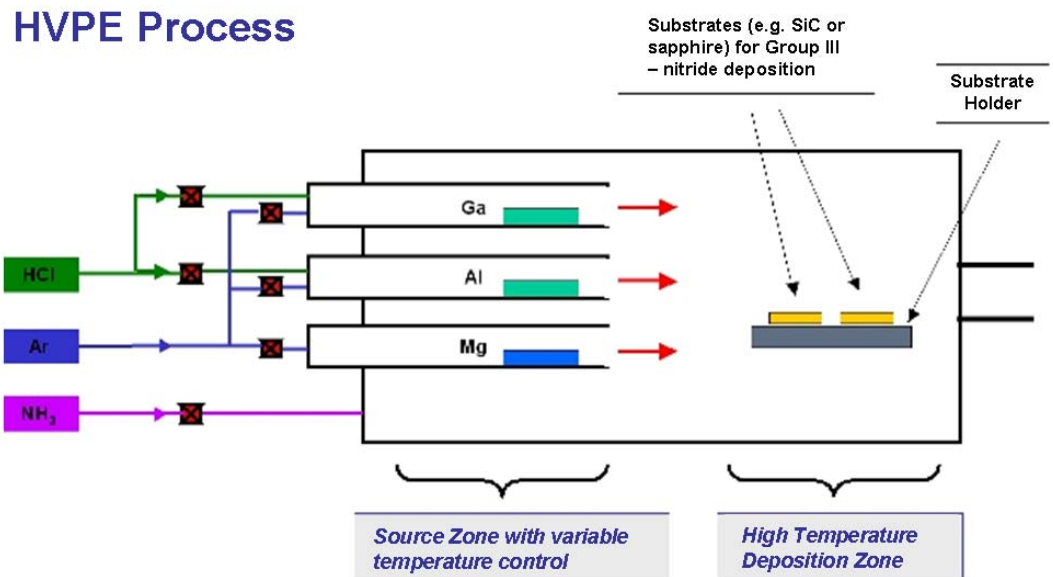 HVPE Process
Substrates (e.g. SiC or
sapphire) for Group III
– nitride deposition
Substrate
Holder
Ga
HCl
Al
Ar
Mg
NH₃
Source Zone with variable
temperature control
High Temperature
Deposition Zone